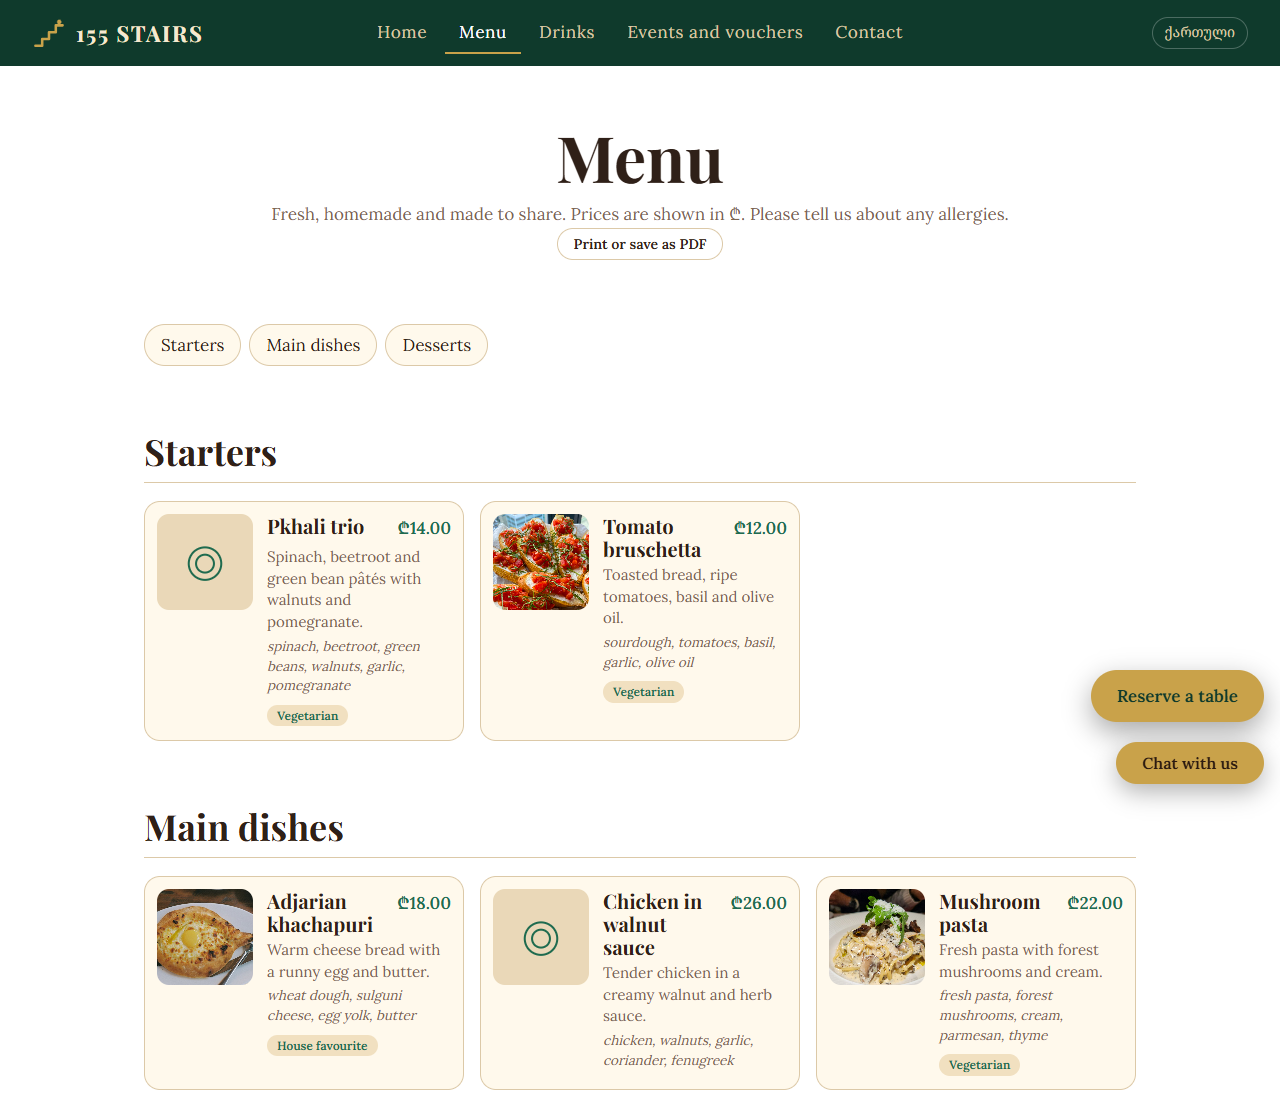 155 STAIRS
Home
Menu
Drinks
Events and vouchers
Contact
ქართული
Menu
Fresh, homemade and made to share. Prices are shown in ₾. Please tell us about any allergies.
Print or save as PDF
Starters
Main dishes
Desserts
Starters
Pkhali trio
₾14.00
Spinach, beetroot and
green bean pâtés with
walnuts and
pomegranate.
spinach, beetroot, green
beans, walnuts, garlic,
pomegranate
Vegetarian
Tomato
bruschetta
₾12.00
Toasted bread, ripe
tomatoes, basil and olive
oil.
sourdough, tomatoes, basil,
garlic, olive oil
Vegetarian
Reserve a table
Chat with us
Main dishes
Adjarian
khachapuri
₾18.00
Warm cheese bread with
a runny egg and butter.
wheat dough, sulguni
cheese, egg yolk, butter
House favourite
Chicken in
walnut
sauce
₾26.00
Tender chicken in a
creamy walnut and herb
sauce.
chicken, walnuts, garlic,
coriander, fenugreek
Mushroom
pasta
₾22.00
Fresh pasta with forest
mushrooms and cream.
fresh pasta, forest
mushrooms, cream,
parmesan, thyme
Vegetarian